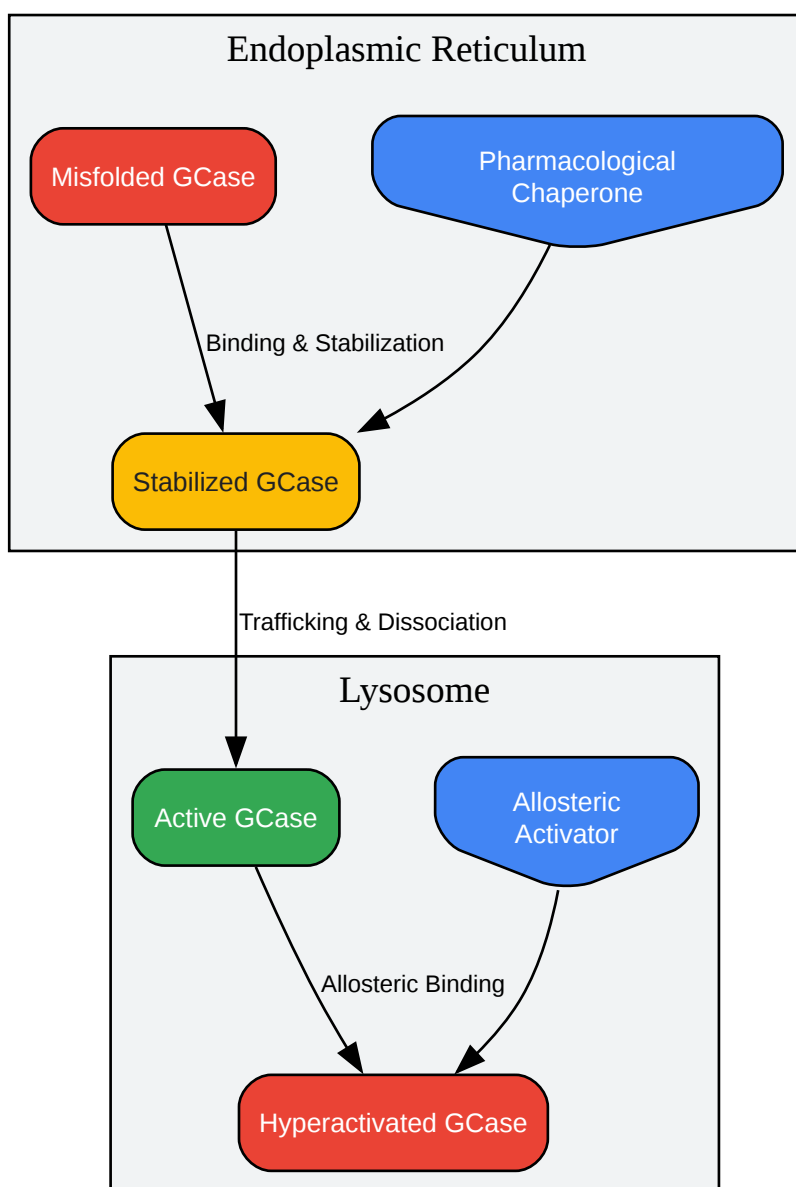 Endoplasmic Reticulum
Misfolded GCase
Pharmacological
Chaperone
Binding & Stabilization
Stabilized GCase
Trafficking & Dissociation
Lysosome
Active GCase
Allosteric
Activator
Allosteric Binding
Hyperactivated GCase